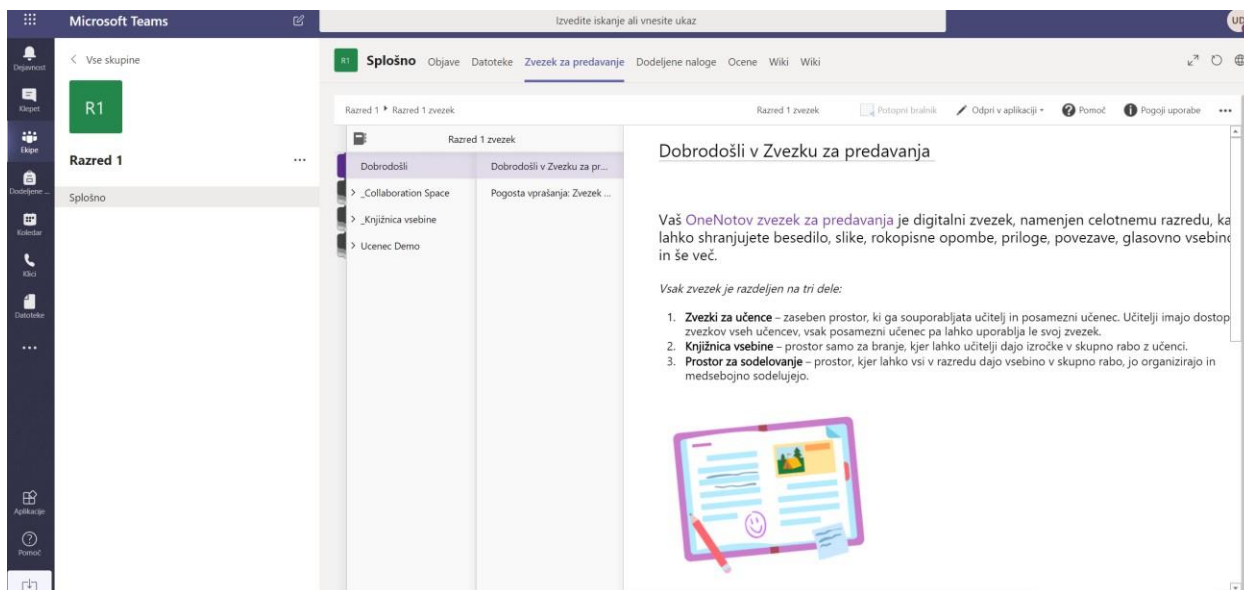 Microsoft Teams
Izvedite iskanje ali vnesite ukaz
UD
Dejavnost
Klepet
Ekipe
Dodeljene ...
Koledar
Klici
Datoteke
...
Aplikacije
Pomoč
< Vse skupine
R1
Razred 1
...
Splošno
R1 Splošno Objave Datoteke Zvezek za predavanje Dodeljene naloge Ocene Wiki Wiki
Razred 1 Razred 1 zvezek
Razred 1 zvezek Potopni bralnik Odpri v aplikaciji Pomoč Pogoji uporabe ...
Razred 1 zvezek
Dobrodošli
> _Collaboration Space
> _Knjižnica vsebine
> Ucenec Demo
Dobrodošli v Zvezku za pr...
Pogosta vprašanja: Zvezek ...
Dobrodošli v Zvezku za predavanja
Vaš OneNotov zvezek za predavanja je digitalni zvezek, namenjen celotnemu razredu, ka
lahko shranjujete besedilo, slike, rokopisne opombe, priloge, povezave, glasovno vsebino
in še več.
Vsak zvezek je razdeljen na tri dele:
1. Zvezki za učence – zaseben prostor, ki ga souporabljata učitelj in posamezni učenec. Učitelji imajo dostop
zvezkov vseh učencev, vsak posamezni učenec pa lahko uporablja le svoj zvezek.
2. Knjižnica vsebine – prostor samo za branje, kjer lahko učitelji dajo izročke v skupno rabo z učenci.
3. Prostor za sodelovanje – prostor, kjer lahko vsi v razredu dajo vsebino v skupno rabo, jo organizirajo in
medsebojno sodelujejo.